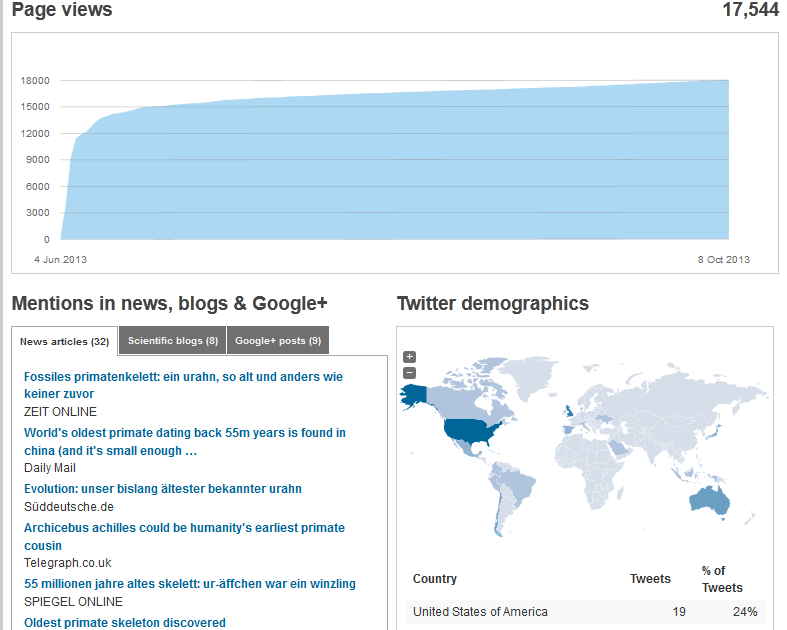 Page views 17,544
18000
15000
12000
9000
6000
3000
0
4 Jun 2013 8 Oct 2013
Mentions in news, blogs & Google+
News articles (32) Scientific blogs (8) Google+ posts (9)
Fossiles primatenkelett: ein urahn, so alt und anders wie
keiner zuvor
ZEIT ONLINE
World's oldest primate dating back 55m years is found in
china (and it's small enough …
Daily Mail
Evolution: unser bislang ältester bekannter urahn
Süddeutsche.de
Archicebus achilles could be humanity's earliest primate
cousin
Telegraph.co.uk
55 millionen jahre altes skelett: ur-äffchen war ein winzling
SPIEGEL ONLINE
Oldest primate skeleton discovered
Twitter demographics
+
−
Country Tweets % of
Tweets
United States of America 19 24%